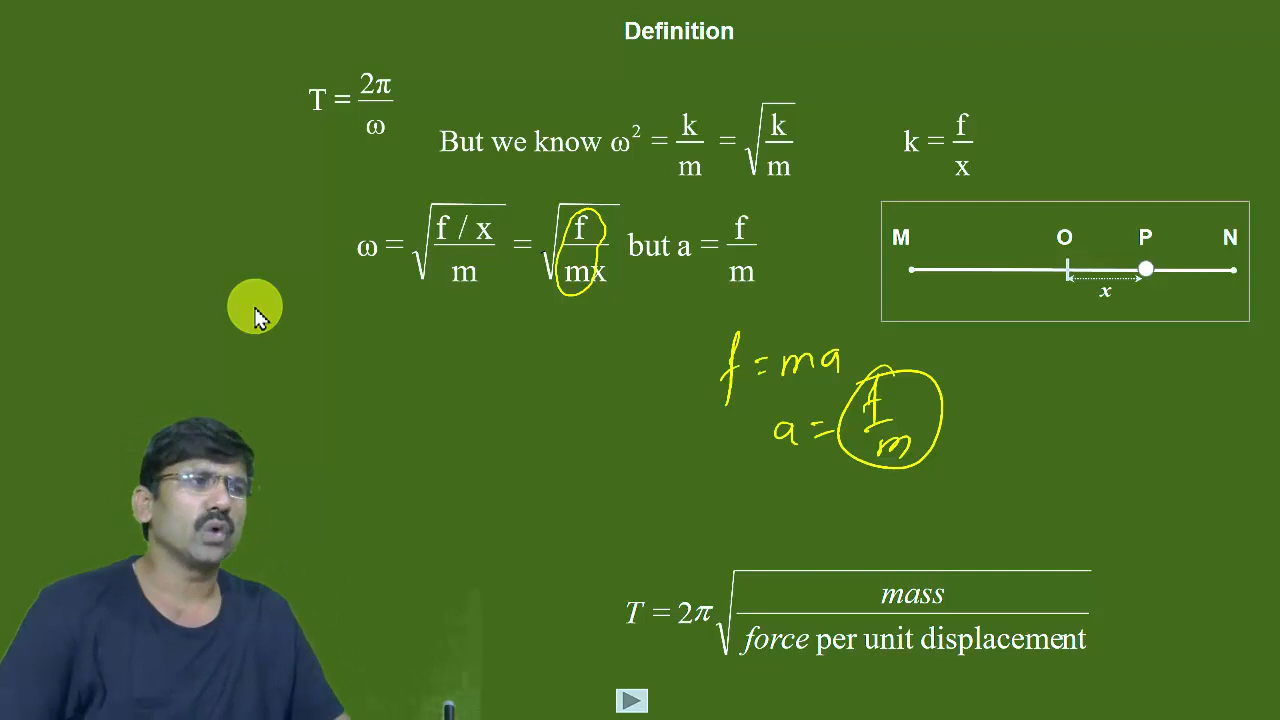 Definition
T = 2π / ω
But we know ω² = k/m = √(k/m)
k = f/x
ω = √((f / x)/m) = √(f/mx) but a = f/m
M O P N
x
f = ma
a = f/m
T = 2π √(mass / force per unit displacement)